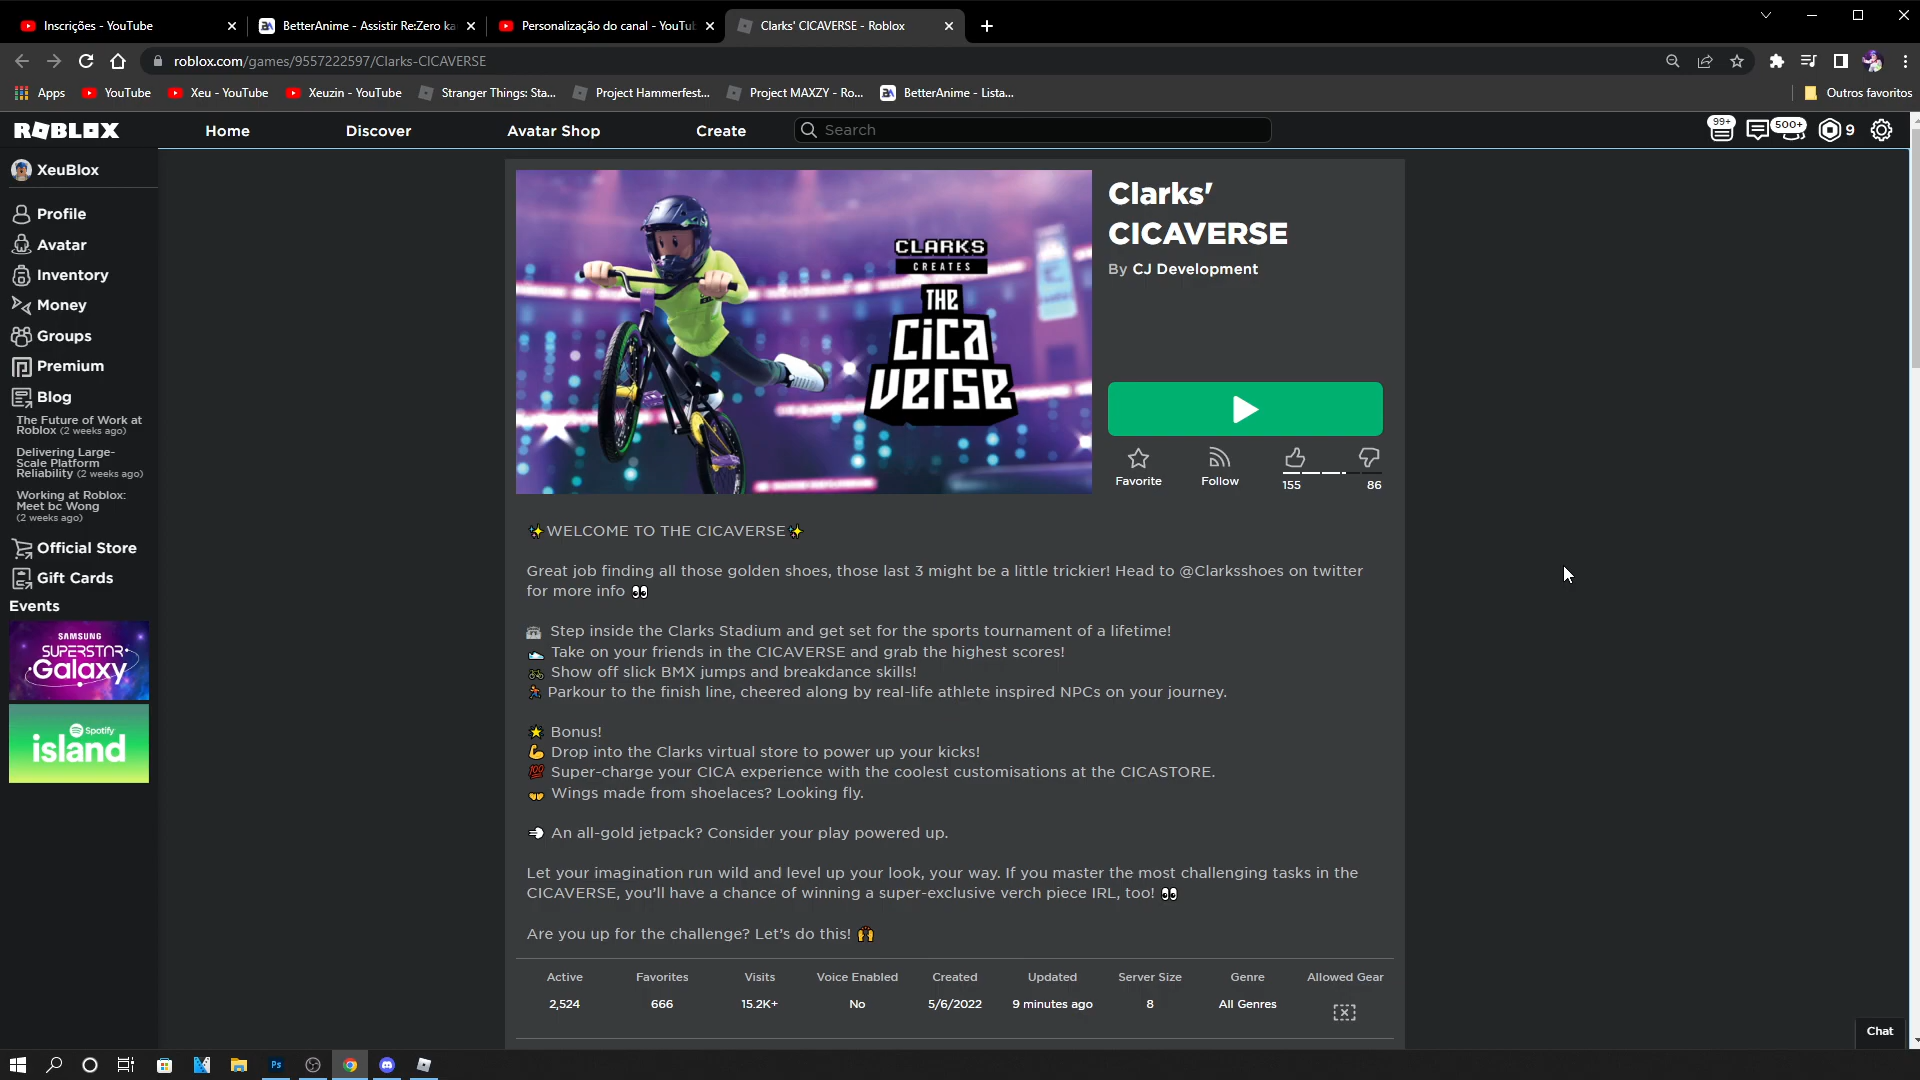 Inscrições - YouTube
BetterAnime - Assistir Re:Zero ka
Personalização do canal - YouTu
Clarks' CICAVERSE - Roblox
roblox.com/games/9557222597/Clarks-CICAVERSE
Apps
YouTube
Xeu - YouTube
Xeuzin - YouTube
Stranger Things: Sta...
Project Hammerfest...
Project MAXZY - Ro...
BetterAnime - Lista...
Outros favoritos
ROBLOX
Home
Discover
Avatar Shop
Create
Search
99+
500+
9
XeuBlox
Profile
Avatar
Inventory
Money
Groups
Premium
Blog
The Future of Work at
Roblox (2 weeks ago)
Delivering Large-
Scale Platform
Reliability (2 weeks ago)
Working at Roblox:
Meet bc Wong
(2 weeks ago)
Official Store
Gift Cards
Events
SAMSUNG
SUPERSTAR
Galaxy
Spotify
island
CLARKS
CREATES
THE
CICA
VERSE
Clarks'
CICAVERSE
By CJ Development
Favorite
Follow
155
86
✨WELCOME TO THE CICAVERSE✨
Great job finding all those golden shoes, those last 3 might be a little trickier! Head to @Clarksshoes on twitter
for more info 👀
🏟 Step inside the Clarks Stadium and get set for the sports tournament of a lifetime!
👟 Take on your friends in the CICAVERSE and grab the highest scores!
🚲 Show off slick BMX jumps and breakdance skills!
🏃 Parkour to the finish line, cheered along by real-life athlete inspired NPCs on your journey.
🌟 Bonus!
💪 Drop into the Clarks virtual store to power up your kicks!
💯 Super-charge your CICA experience with the coolest customisations at the CICASTORE.
👐 Wings made from shoelaces? Looking fly.
💨 An all-gold jetpack? Consider your play powered up.
Let your imagination run wild and level up your look, your way. If you master the most challenging tasks in the
CICAVERSE, you'll have a chance of winning a super-exclusive verch piece IRL, too! 👀
Are you up for the challenge? Let's do this! 🙌
Active
Favorites
Visits
Voice Enabled
Created
Updated
Server Size
Genre
Allowed Gear
2,524
666
15.2K+
No
5/6/2022
9 minutes ago
8
All Genres
Chat
Ps